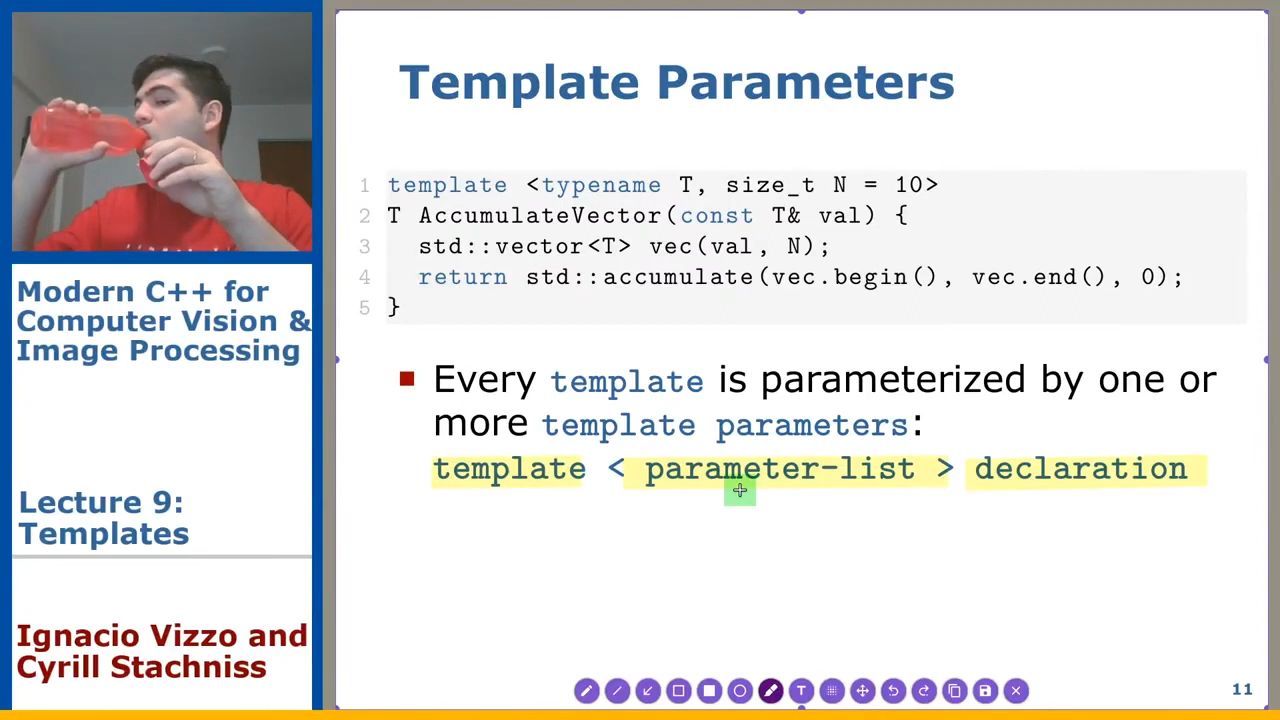 Template Parameters
1 template <typename T, size_t N = 10>
2 T AccumulateVector(const T& val) {
3 std::vector<T> vec(val, N);
4 return std::accumulate(vec.begin(), vec.end(), 0);
5 }
Every template is parameterized by one or
more template parameters:
template < parameter-list > declaration
Modern C++ for
Computer Vision &
Image Processing
Lecture 9:
Templates
Ignacio Vizzo and
Cyrill Stachniss
T
11